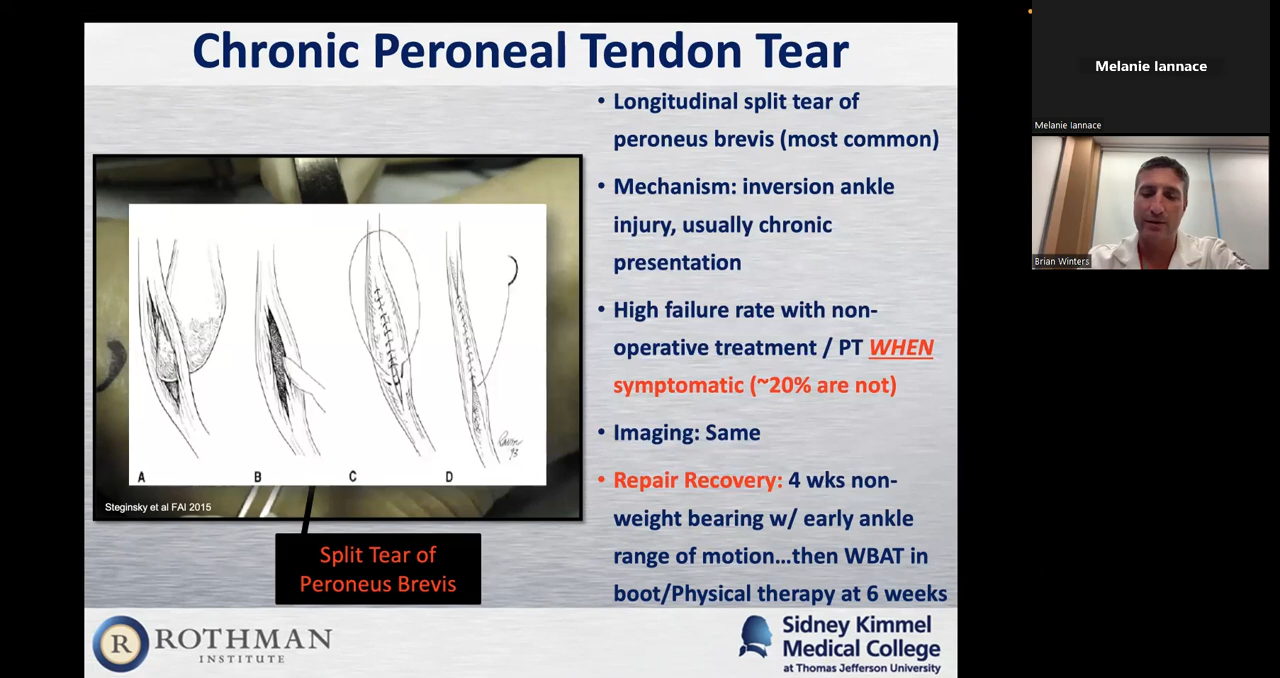 Chronic Peroneal Tendon Tear
• Longitudinal split tear of
peroneus brevis (most common)
• Mechanism: inversion ankle
injury, usually chronic
presentation
• High failure rate with non-
operative treatment / PT WHEN
symptomatic (~20% are not)
• Imaging: Same
• Repair Recovery: 4 wks non-
weight bearing w/ early ankle
range of motion...then WBAT in
boot/Physical therapy at 6 weeks
A B C D
Steginsky et al FAI 2015
Split Tear of
Peroneus Brevis
R ROTHMAN
INSTITUTE
Sidney Kimmel
Medical College
at Thomas Jefferson University
Melanie Iannace
Melanie Iannace
Brian Winters